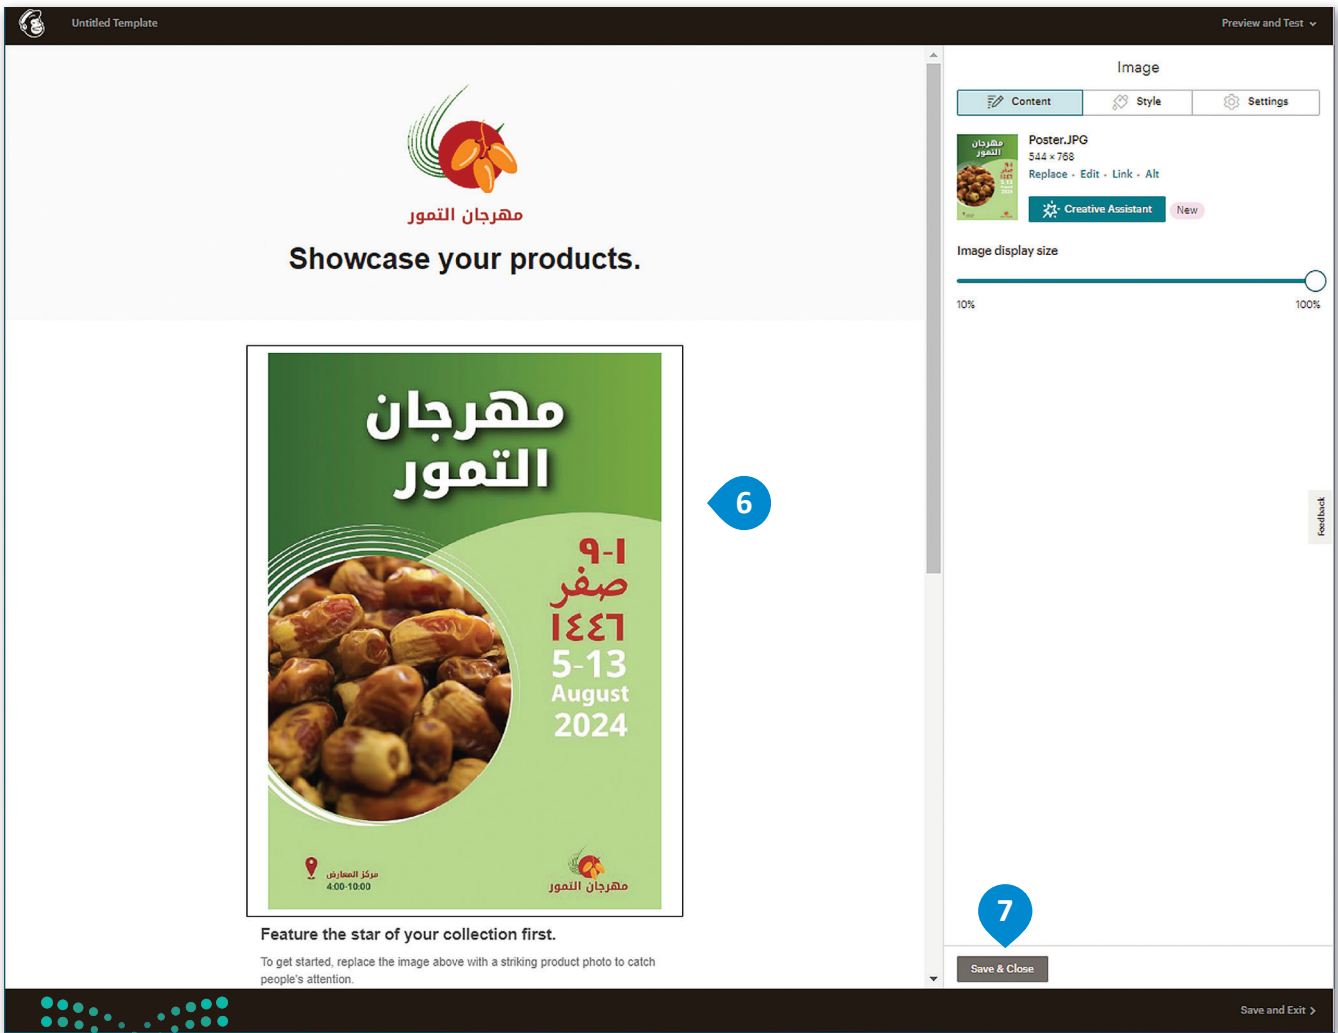 Untitled Template
Preview and Test
مهرجان التمور
Showcase your products.
مهرجان
التمور
٩-١
صفر
١٤٤٦
5-13
August
2024
مركز المعارض
4:00-10:00
مهرجان التمور
Feature the star of your collection first.
To get started, replace the image above with a striking product photo to catch
people's attention.
6
Image
Content
Style
Settings
مهرجان
التمور
Poster.JPG
544 × 768
Replace - Edit - Link - Alt
Creative Assistant
New
Image display size
10%
100%
Feedback
7
Save & Close
Save and Exit